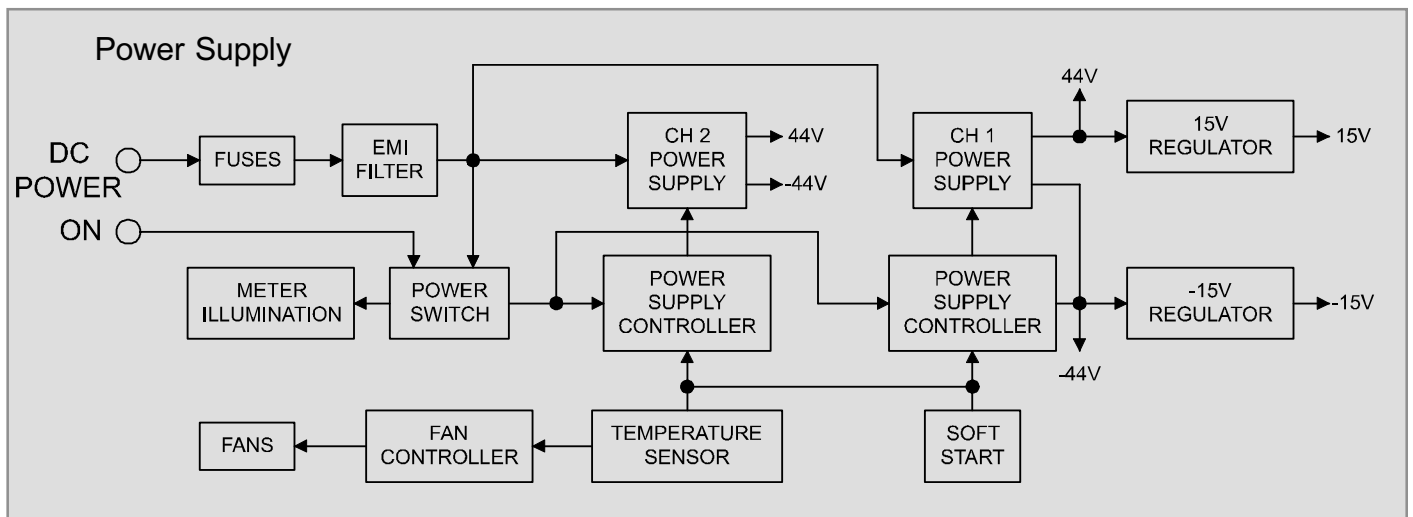 Power Supply
DC
POWER
ON
FUSES
EMI
FILTER
CH 2
POWER
SUPPLY
44V
-44V
CH 1
POWER
SUPPLY
44V
15V
REGULATOR
15V
METER
ILLUMINATION
POWER
SWITCH
POWER
SUPPLY
CONTROLLER
POWER
SUPPLY
CONTROLLER
-15V
REGULATOR
-15V
-44V
FANS
FAN
CONTROLLER
TEMPERATURE
SENSOR
SOFT
START